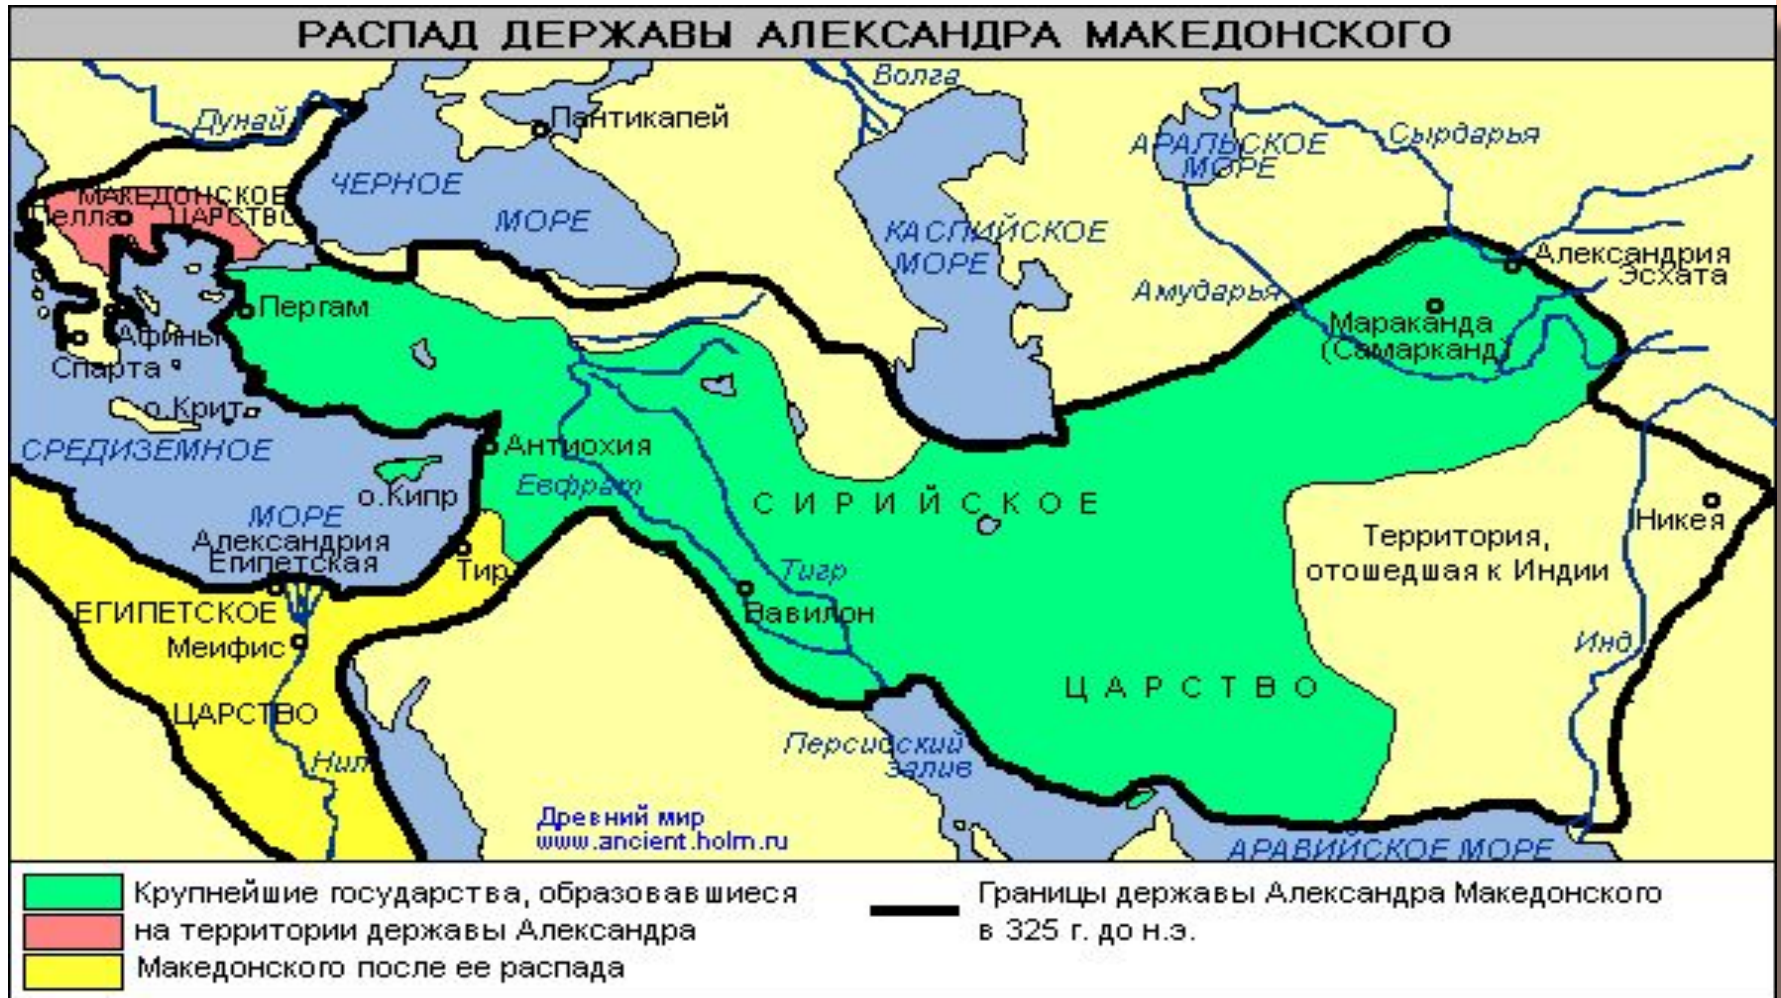 РАСПАД ДЕРЖАВЫ АЛЕКСАНДРА МАКЕДОНСКОГО
Волга
Дунай
Пантикапей
Сырдарья
АРАЛЬСКОЕ
МОРЕ
ЧЕРНОЕ
МОРЕ
МАКЕДОНСКОЕ
Пелла
ЦАРСТВО
КАСПИЙСКОЕ
МОРЕ
Александрия
Эсхата
Амударья
Пергам
Мараканда
(Самарканд)
Афины
Спарта
о.Крит
СРЕДИЗЕМНОЕ
МОРЕ
Антиохия
Евфрат
о.Кипр
СИРИЙСКОЕ
ЦАРСТВО
Никея
Территория,
отошедшая к Индии
Александрия
Египетская
Тир
Тигр
Вавилон
ЕГИПЕТСКОЕ
Меифис
ЦАРСТВО
Инд
Нил
Персидский
залив
Древний мир
www.ancient.holm.ru
АРАВИЙСКОЕ МОРЕ
Крупнейшие государства, образовавшиеся
на территории державы Александра
Македонского после ее распада
Границы державы Александра Македонского
в 325 г. до н.э.